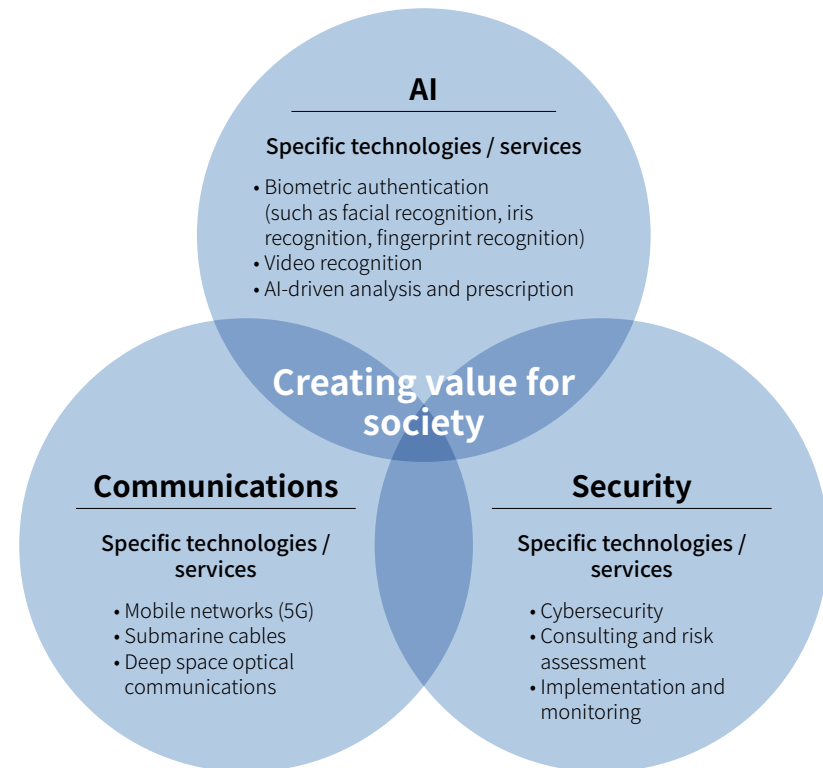 AI
Specific technologies / services
• Biometric authentication
(such as facial recognition, iris
recognition, fingerprint recognition)
• Video recognition
• AI-driven analysis and prescription
Creating value for
society
Communications
Specific technologies /
services
• Mobile networks (5G)
• Submarine cables
• Deep space optical
communications
Security
Specific technologies /
services
• Cybersecurity
• Consulting and risk
assessment
• Implementation and
monitoring